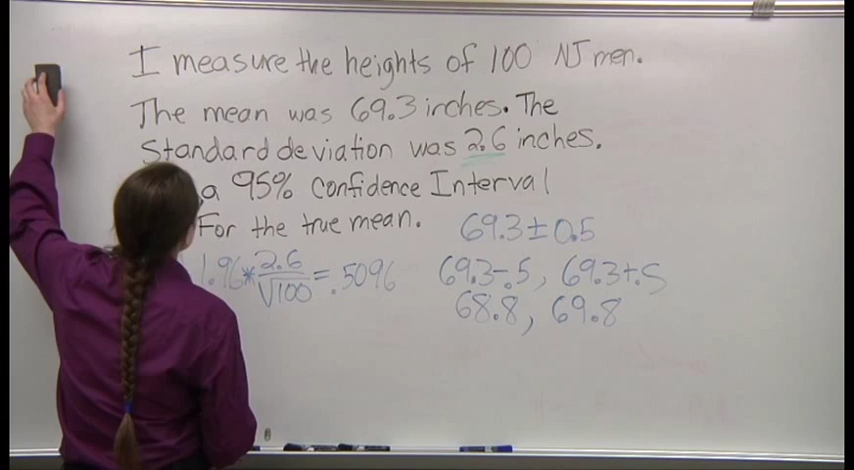 I measure the heights of 100 NJ men.
The mean was 69.3 inches. The
Standard deviation was 2.6 inches.
a 95% Confidence Interval
For the true mean.
69.3 ± 0.5
1.96 * 2.6/√100 = .5096
69.3-.5, 69.3+.5
68.8, 69.8